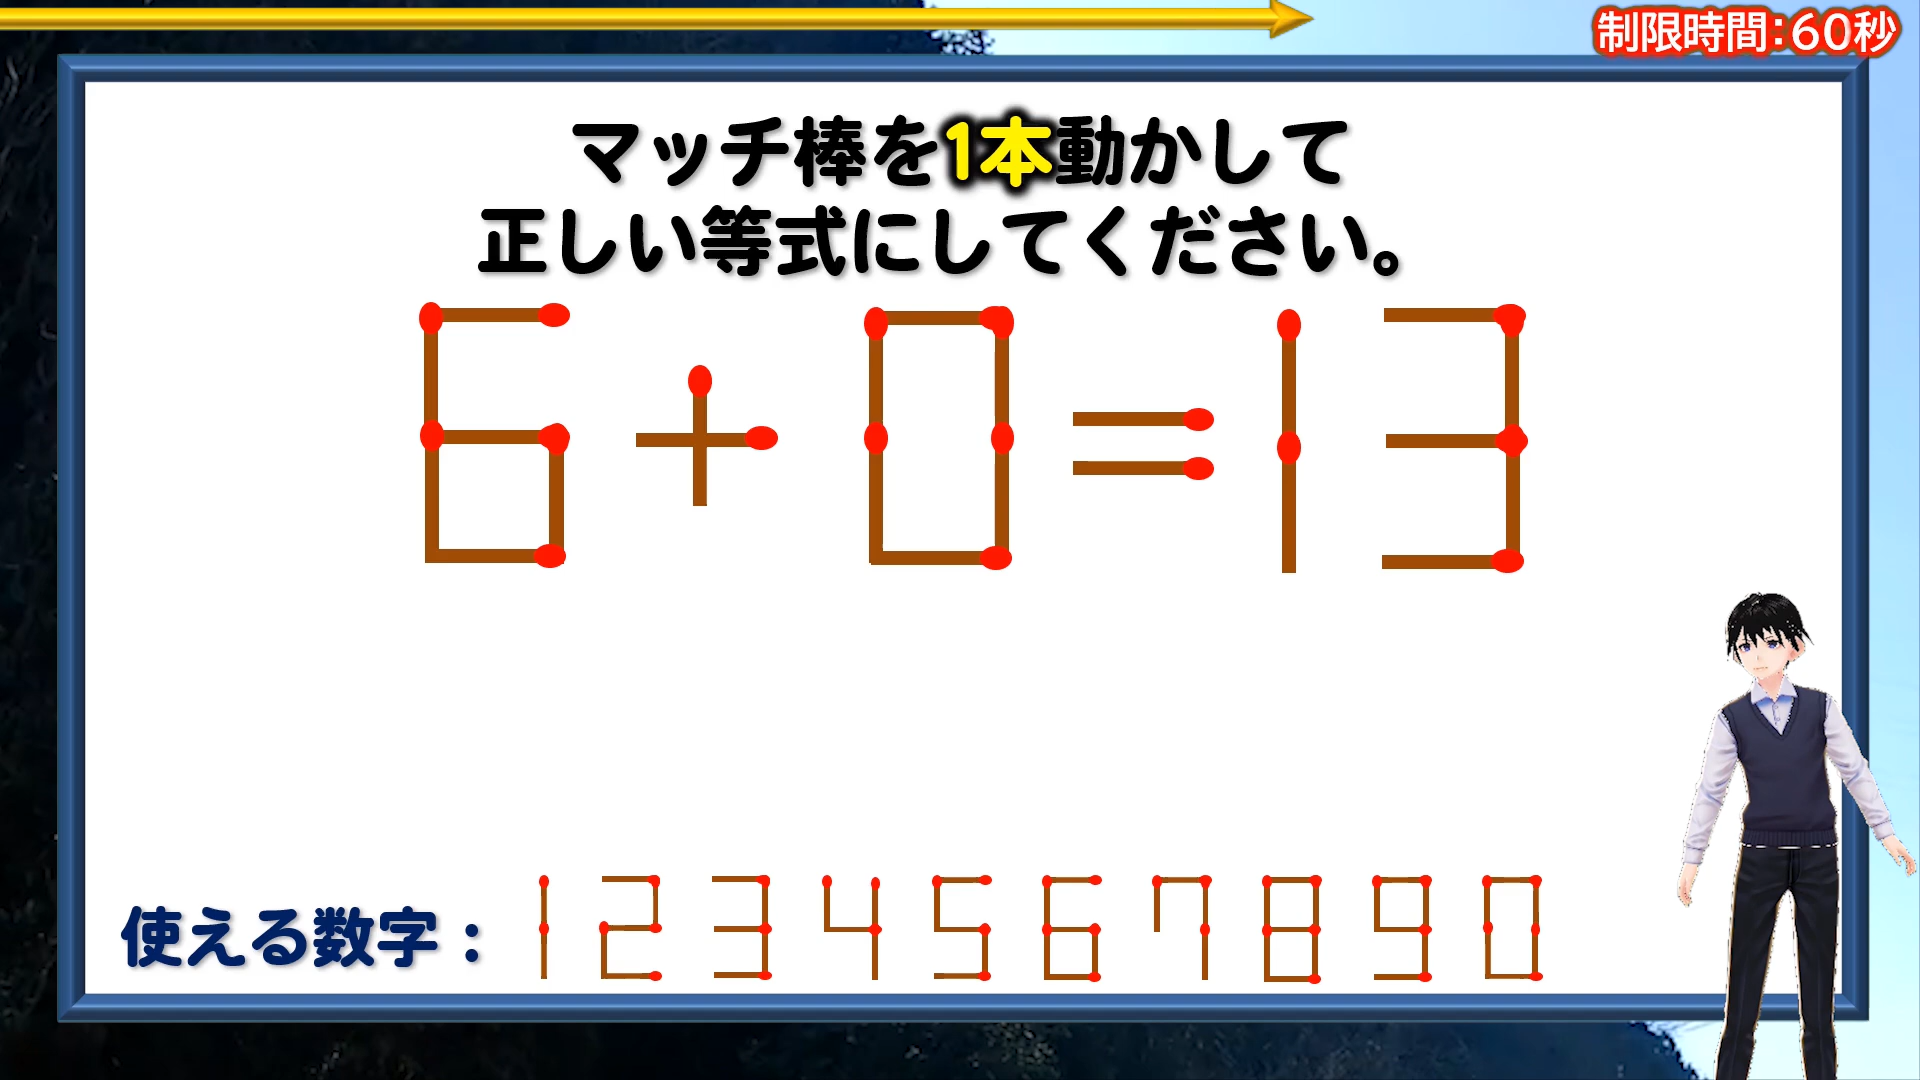 制限時間:60秒
マッチ棒を1本動かして
正しい等式にしてください。
6+0=13
使える数字:1234567890